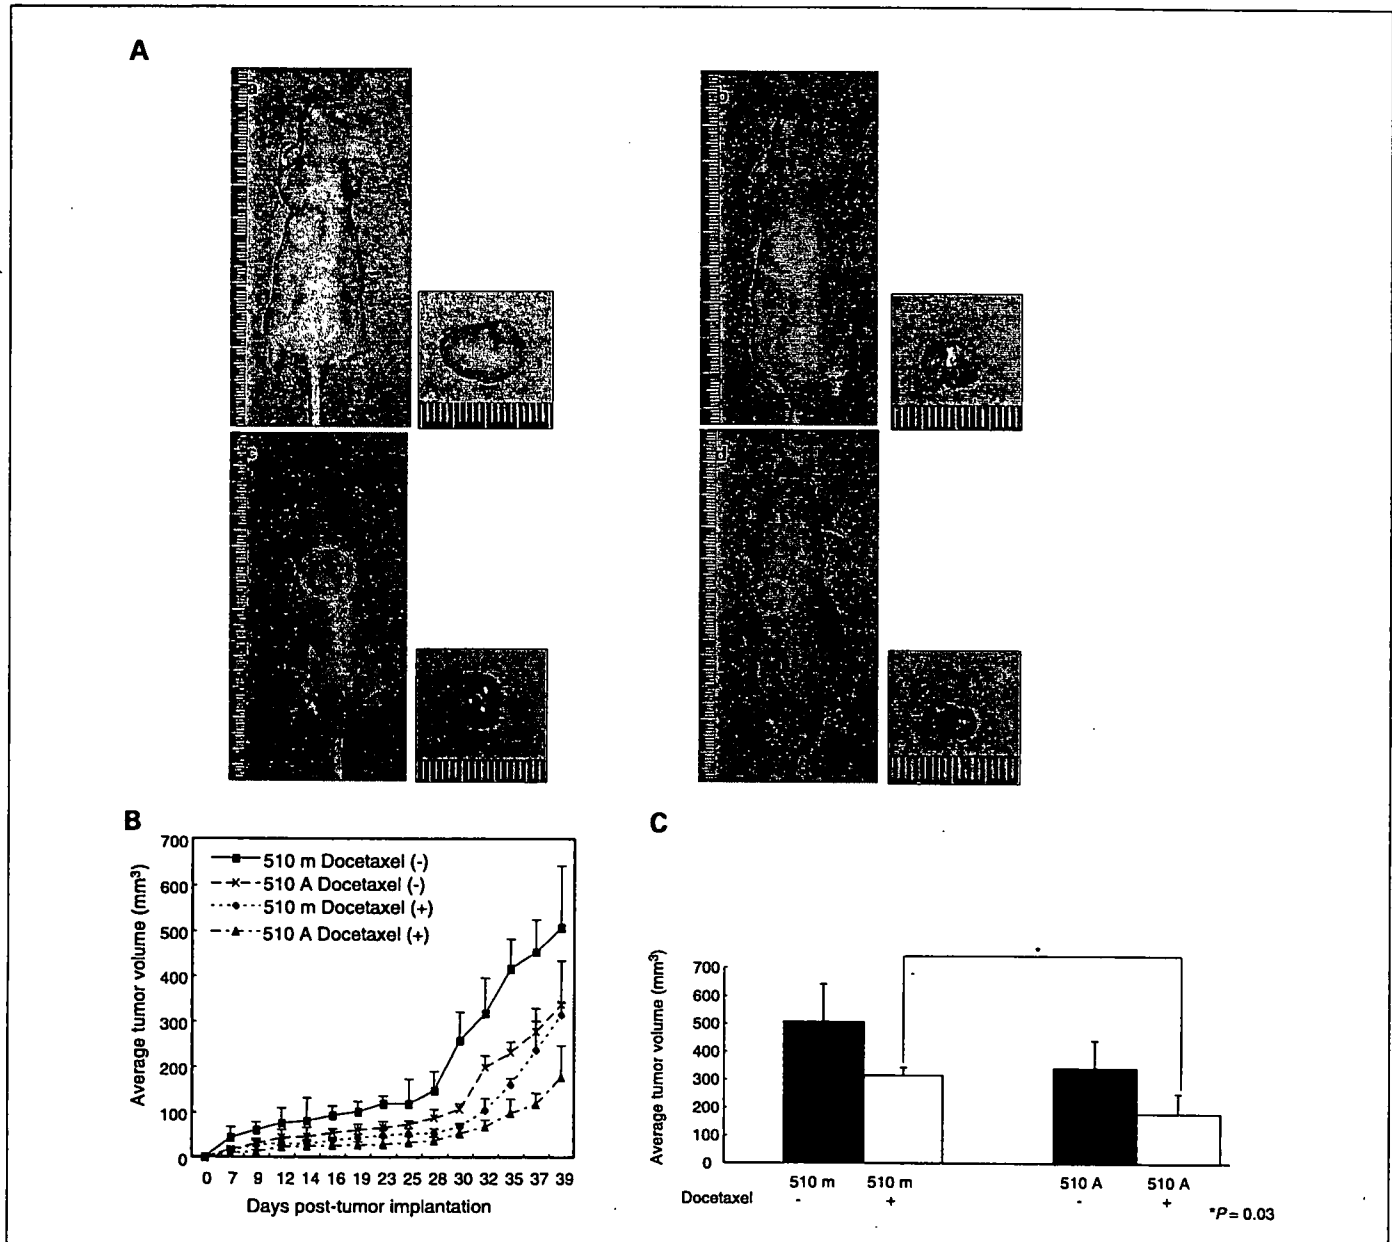 A
a
b
c
d
B
700
600
500
400
300
200
100
0
Average tumor volume (mm³)
510 m Docetaxel (-)
510 A Docetaxel (-)
510 m Docetaxel (+)
510 A Docetaxel (+)
0 7 9 12 14 16 19 23 25 28 30 32 35 37 39
Days post-tumor implantation
C
700
600
500
400
300
200
100
0
Average tumor volume (mm³)
*
510 m 510 m 510 A 510 A
Docetaxel - + - +
*P = 0.03